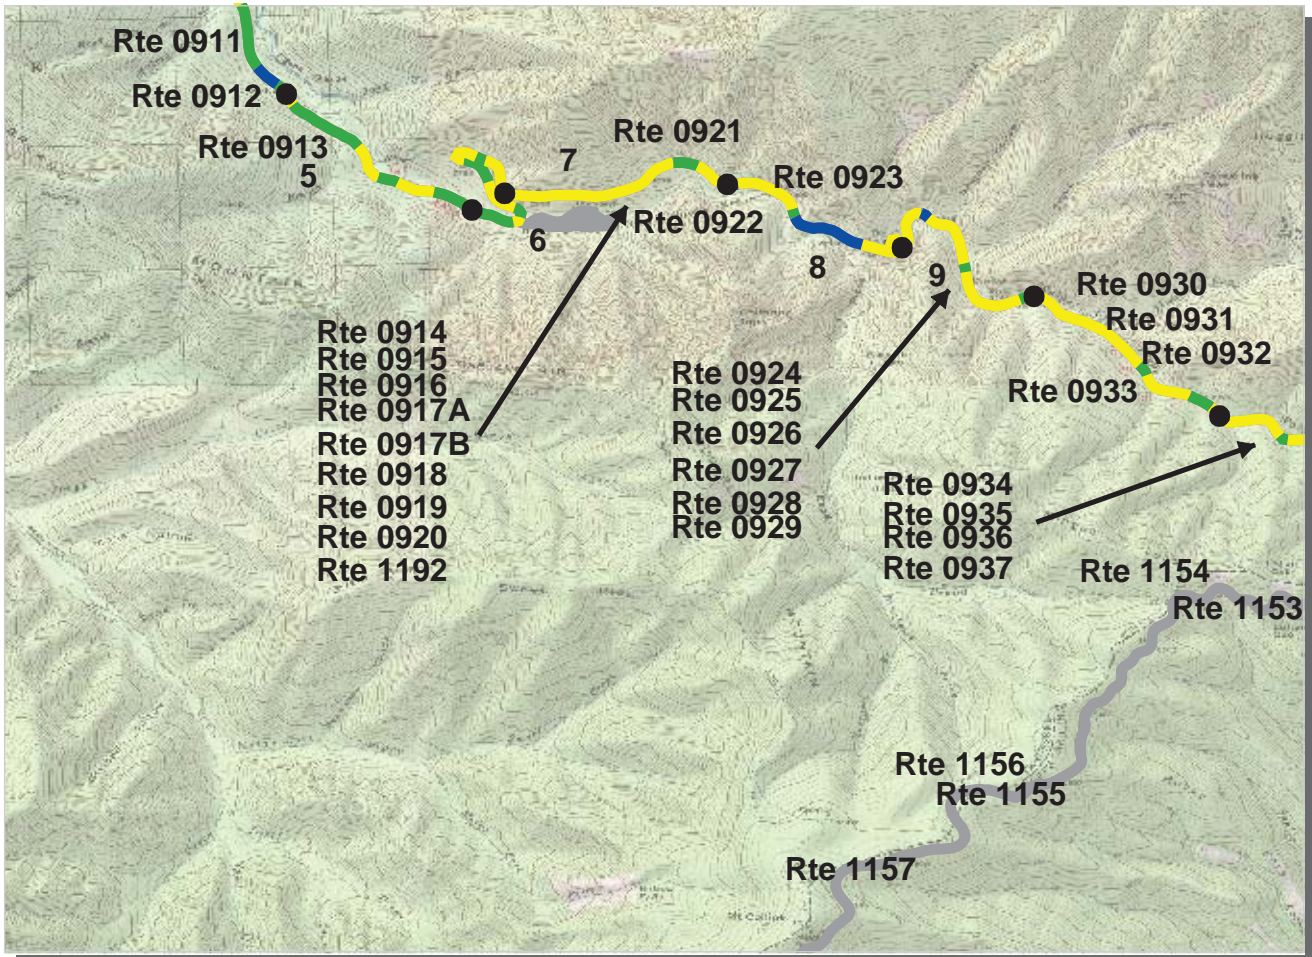 Rte 0911
Rte 0912
Rte 0913
5
7
Rte 0921
Rte 0923
Rte 0922
6
8
9
Rte 0930
Rte 0931
Rte 0932
Rte 0933
Rte 0914
Rte 0915
Rte 0916
Rte 0917A
Rte 0917B
Rte 0918
Rte 0919
Rte 0920
Rte 1192
Rte 0924
Rte 0925
Rte 0926
Rte 0927
Rte 0928
Rte 0929
Rte 0934
Rte 0935
Rte 0936
Rte 0937
Rte 1154
Rte 1153
Rte 1156
Rte 1155
Rte 1157
Mt Collins